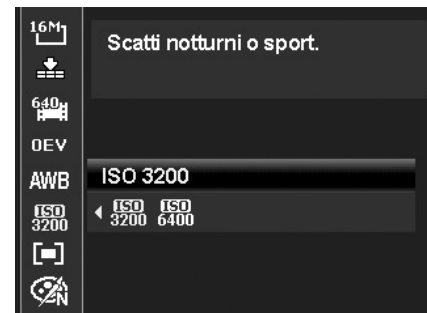 16M
Scatti notturni o sport.
640
0EV
AWB
ISO 3200
ISO
3200
ISO
3200
ISO
6400
N